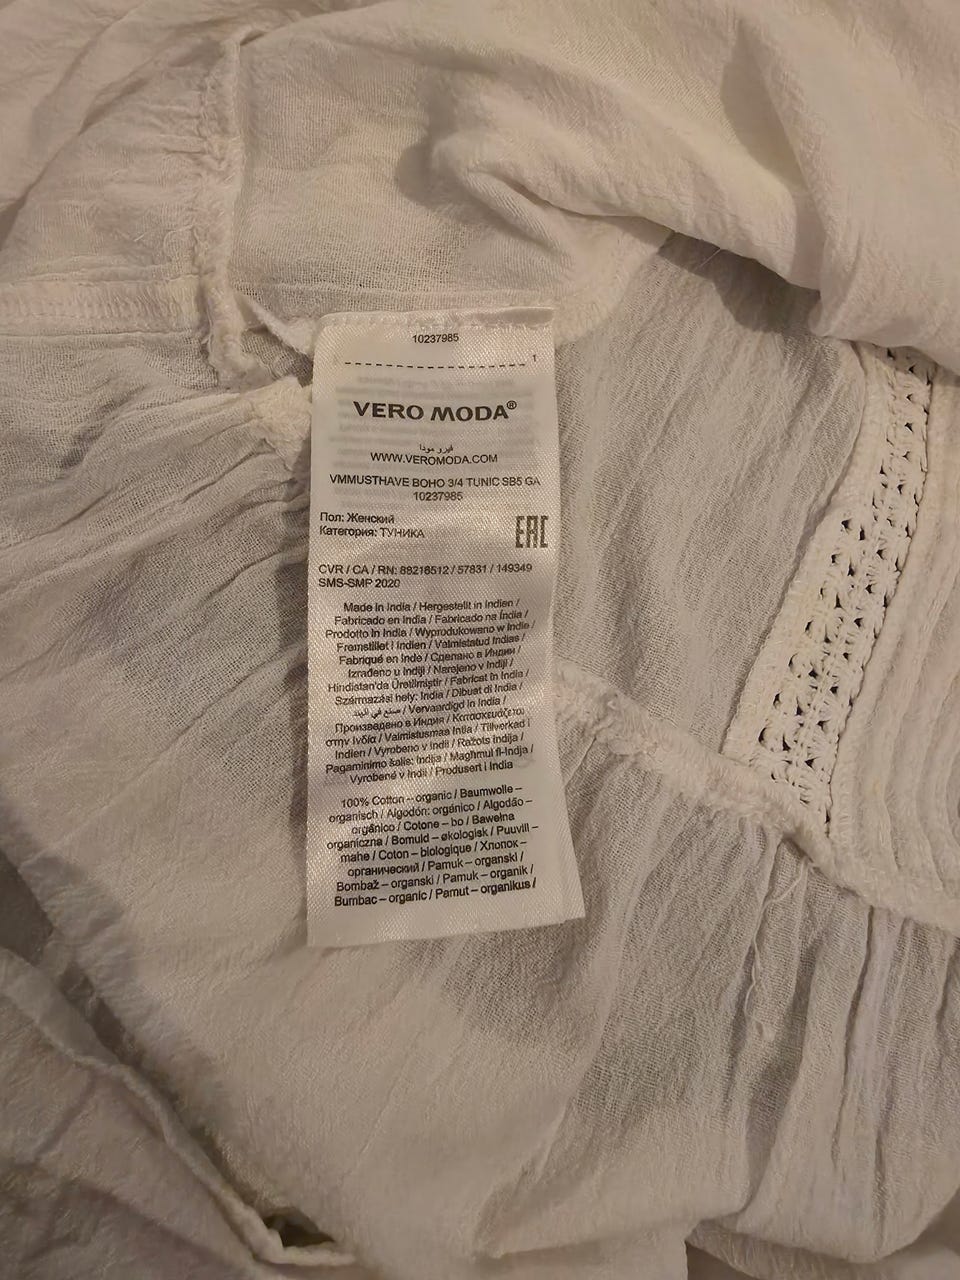 10237985
1
VERO MODA®
فيرو مودا
WWW.VEROMODA.COM
VMMUSTHAVE BOHO 3/4 TUNIC SB5 GA
10237985
Пол: Женский
Категория: ТУНИКА
EAC
CVR / CA / RN: 88216512 / 57831 / 149349
SMS-SMP 2020
Made in India / Hergestellt in Indien /
Fabricado en India / Fabricado na Índia /
Prodotto in India / Wyprodukowano w Indie /
Fremstillet i Indien / Valmistatud Indias /
Fabriqué en Inde / Сделано в Индии /
Izrađeno u Indiji / Narejeno v Indiji /
Hindistan'da Üretilmiştir / Fabricat în India /
Származási hely: India / Dibuat di India /
صنع في الهند / Vervaardigd in India /
Произведено в Индия / Κατασκευάζεται
στην Ινδία / Valmistusmaa Intia / Tillverkad i
Indien / Vyrobeno v Indii / Ražots Indija /
Pagaminimo šalis: Indija / Magħmul fl-Indja /
Vyrobené v Indii / Produsert i India
100% Cotton – organic / Baumwolle –
organisch / Algodón: orgánico / Algodão –
orgânico / Cotone – bo / Bawełna
organiczna / Bomuld – økologisk / Puuvill –
mahe / Coton – biologique / Хлопок –
органический / Pamuk – organski /
Bombaž – organski / Pamuk – organik /
Bumbac – organic / Pamut – organikus /